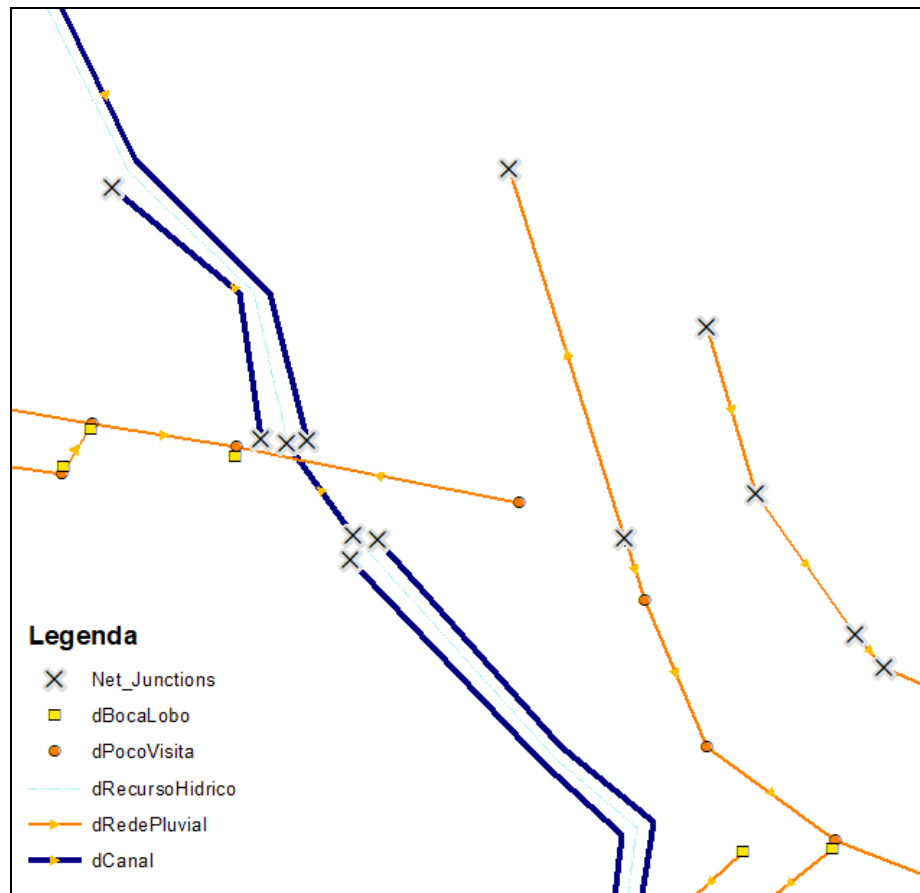 Legenda
Net_Junctions
dBocaLobo
dPocoVisita
dRecursoHidrico
dRedePluvial
dCanal